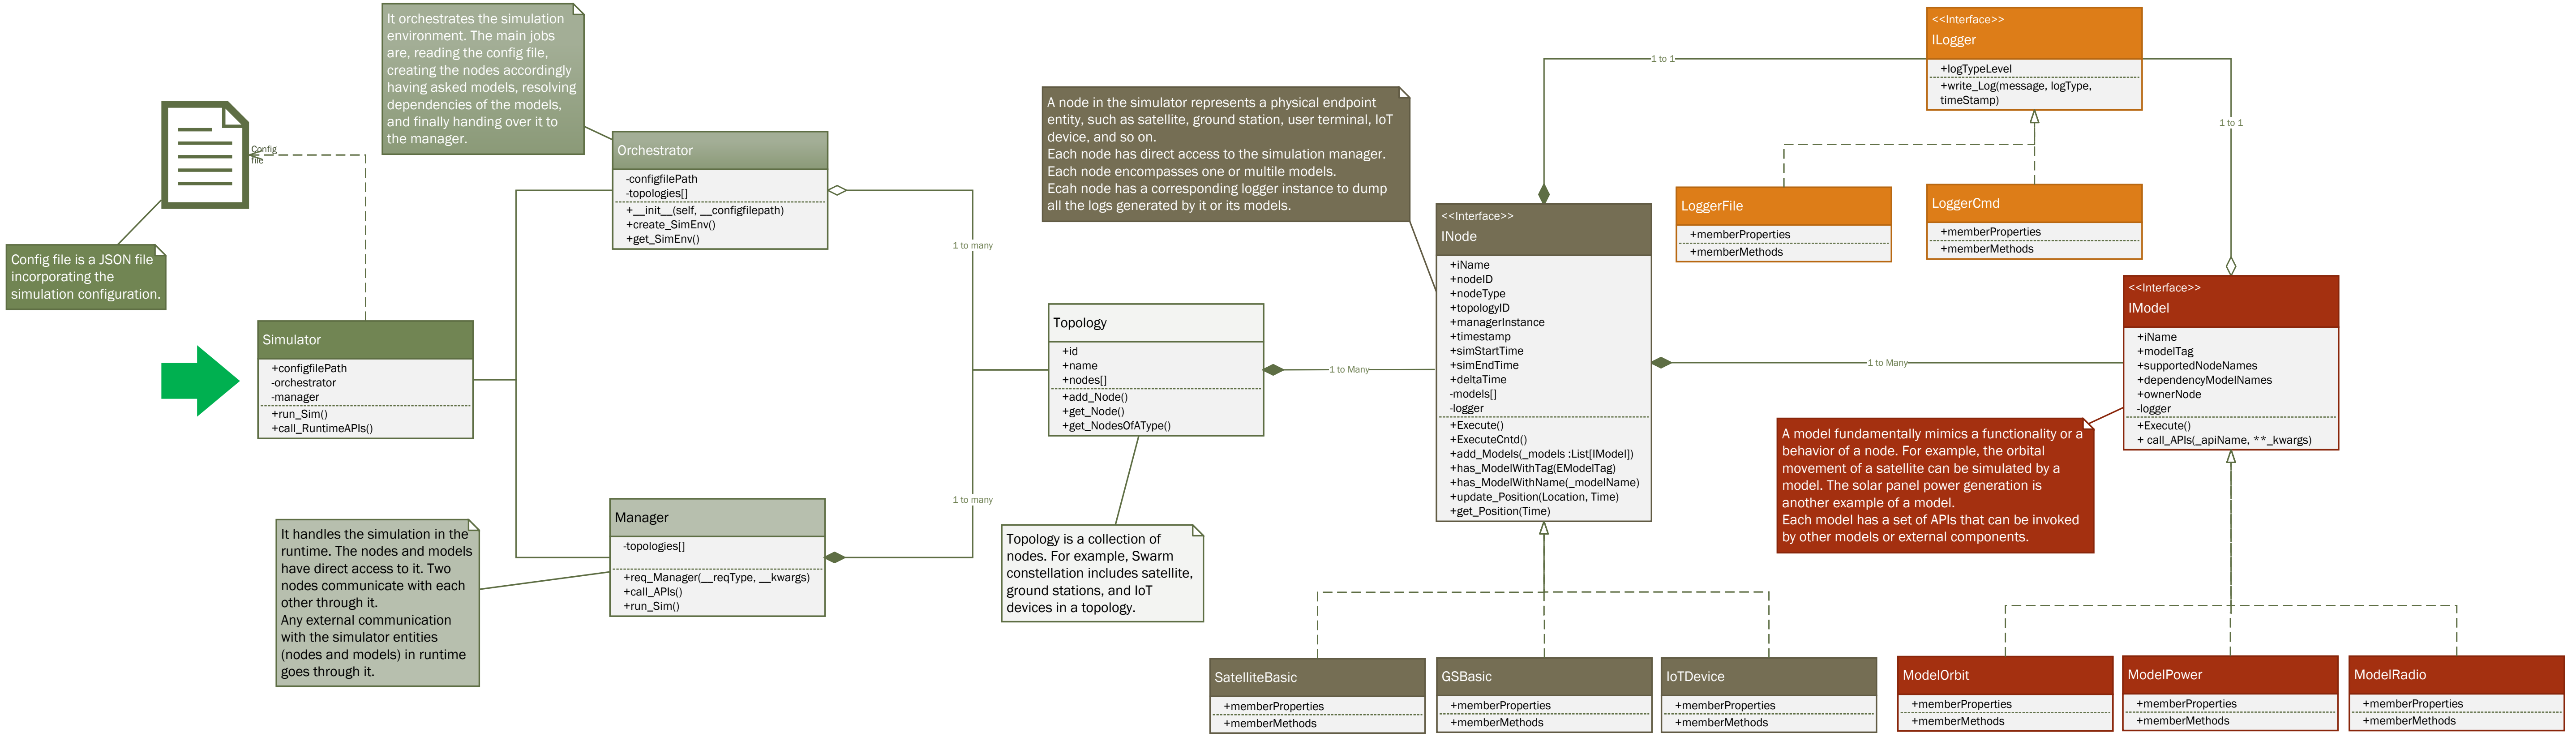 It orchestrates the simulation
environment. The main jobs
are, reading the config file,
creating the nodes accordingly
having asked models, resolving
dependencies of the models,
and finally handing over it to
the manager.
Config
file
Config file is a JSON file
incorporating the
simulation configuration.
Simulator
+configfilePath
-orchestrator
-manager
+run_Sim()
+call_RuntimeAPIs()
Orchestrator
-configfilePath
-topologies[]
+__init__(self, __configfilepath)
+create_SimEnv()
+get_SimEnv()
Manager
-topologies[]
+req_Manager(__reqType, __kwargs)
+call_APIs()
+run_Sim()
It handles the simulation in the
runtime. The nodes and models
have direct access to it. Two
nodes communicate with each
other through it.
Any external communication
with the simulator entities
(nodes and models) in runtime
goes through it.
1 to many
1 to many
Topology
+id
+name
+nodes[]
+add_Node()
+get_Node()
+get_NodesOfAType()
Topology is a collection of
nodes. For example, Swarm
constellation includes satellite,
ground stations, and IoT
devices in a topology.
1 to Many
A node in the simulator represents a physical endpoint
entity, such as satellite, ground station, user terminal, IoT
device, and so on.
Each node has direct access to the simulation manager.
Each node encompasses one or multile models.
Ecah node has a corresponding logger instance to dump
all the logs generated by it or its models.
<<Interface>>
INode
+iName
+nodeID
+nodeType
+topologyID
+managerInstance
+timestamp
+simStartTime
+simEndTime
+deltaTime
-models[]
-logger
+Execute()
+ExecuteCntd()
+add_Models(_models :List[IModel])
+has_ModelWithTag(EModelTag)
+has_ModelWithName(_modelName)
+update_Position(Location, Time)
+get_Position(Time)
SatelliteBasic
+memberProperties
+memberMethods
GSBasic
+memberProperties
+memberMethods
IoTDevice
+memberProperties
+memberMethods
1 to 1
<<Interface>>
ILogger
+logTypeLevel
+write_Log(message, logType,
timeStamp)
1 to 1
LoggerFile
+memberProperties
+memberMethods
LoggerCmd
+memberProperties
+memberMethods
1 to Many
<<Interface>>
IModel
+iName
+modelTag
+supportedNodeNames
+dependencyModelNames
+ownerNode
-logger
+Execute()
+ call_APIs(_apiName, **_kwargs)
A model fundamentally mimics a functionality or a
behavior of a node. For example, the orbital
movement of a satellite can be simulated by a
model. The solar panel power generation is
another example of a model.
Each model has a set of APIs that can be invoked
by other models or external components.
ModelOrbit
+memberProperties
+memberMethods
ModelPower
+memberProperties
+memberMethods
ModelRadio
+memberProperties
+memberMethods